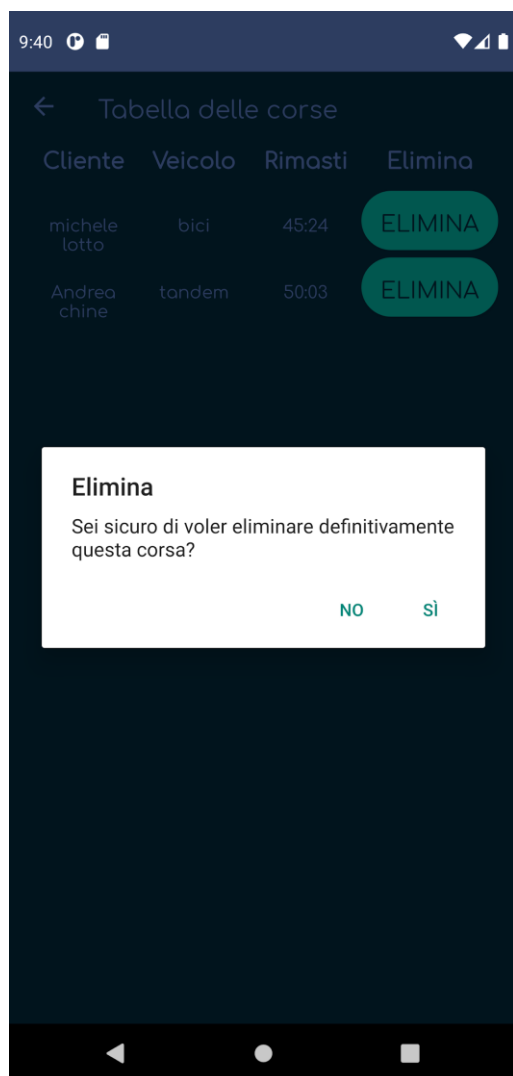 9:40
Tabella delle corse
Cliente Veicolo Rimasti Elimina
michele lotto bici 45:24 ELIMINA
Andrea chine tandem 50:03 ELIMINA
Elimina
Sei sicuro di voler eliminare definitivamente
questa corsa?
NO SÌ